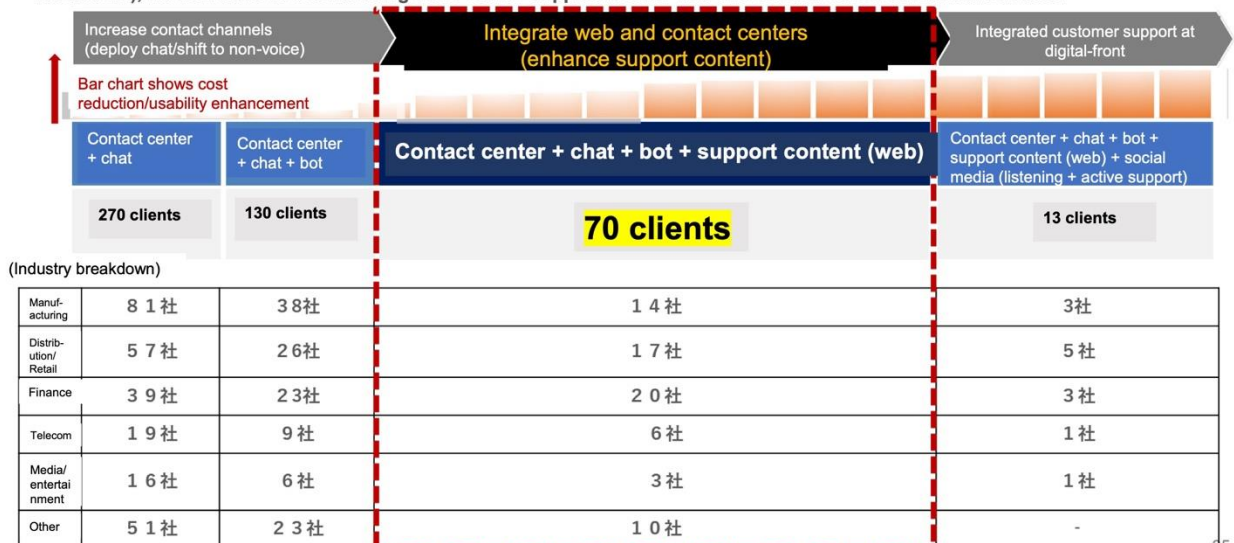 Increase contact channels
(deploy chat/shift to non-voice)
Integrate web and contact centers
(enhance support content)
Integrated customer support at
digital-front
Bar chart shows cost
reduction/usability enhancement
Contact center
+ chat
Contact center
+ chat + bot
Contact center + chat + bot + support content (web)
Contact center + chat + bot +
support content (web) + social
media (listening + active support)
270 clients
130 clients
70 clients
13 clients
(Industry breakdown)
Manuf-
acturing
８１社
３８社
１４社
３社
Distrib-
ution/
Retail
５７社
２６社
１７社
５社
Finance
３９社
２３社
２０社
３社
Telecom
１９社
９社
６社
１社
Media/
entertai
nment
１６社
６社
３社
１社
Other
５１社
２３社
１０社
-